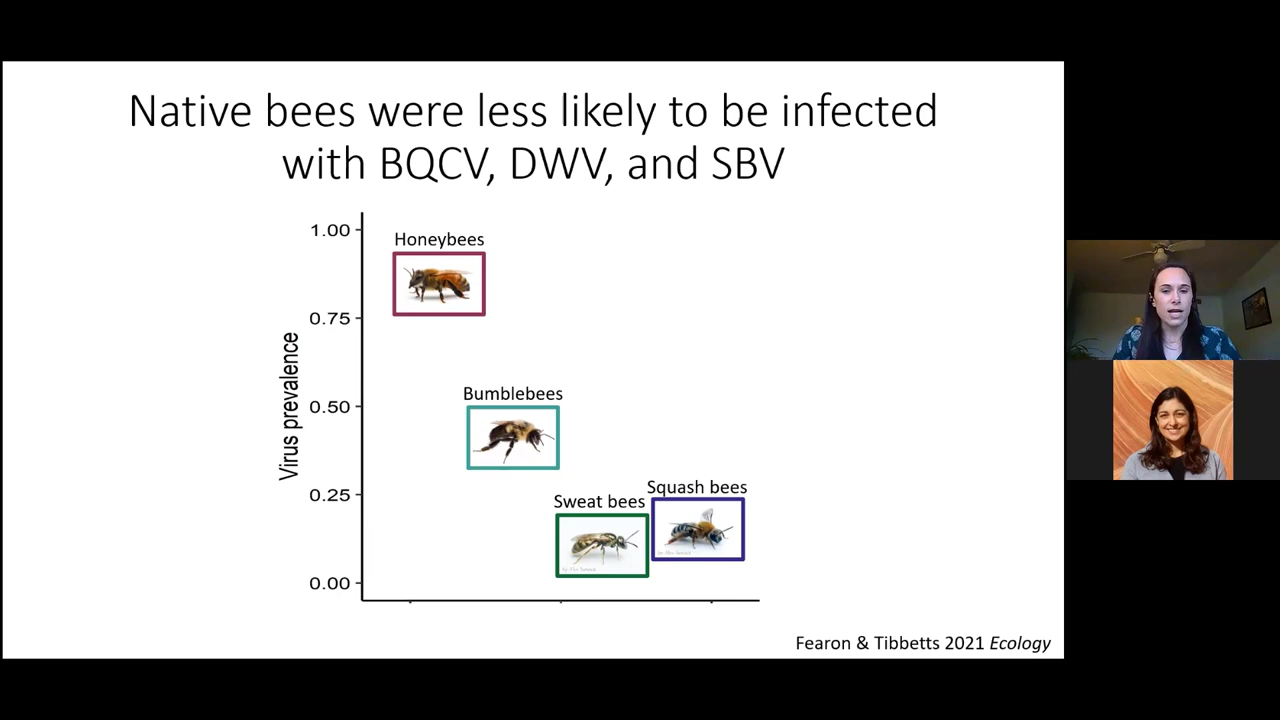 Native bees were less likely to be infected
with BQCV, DWV, and SBV
Virus prevalence
1.00
0.75
0.50
0.25
0.00
Honeybees
Bumblebees
Sweat bees
Squash bees
Fearon & Tibbetts 2021 Ecology